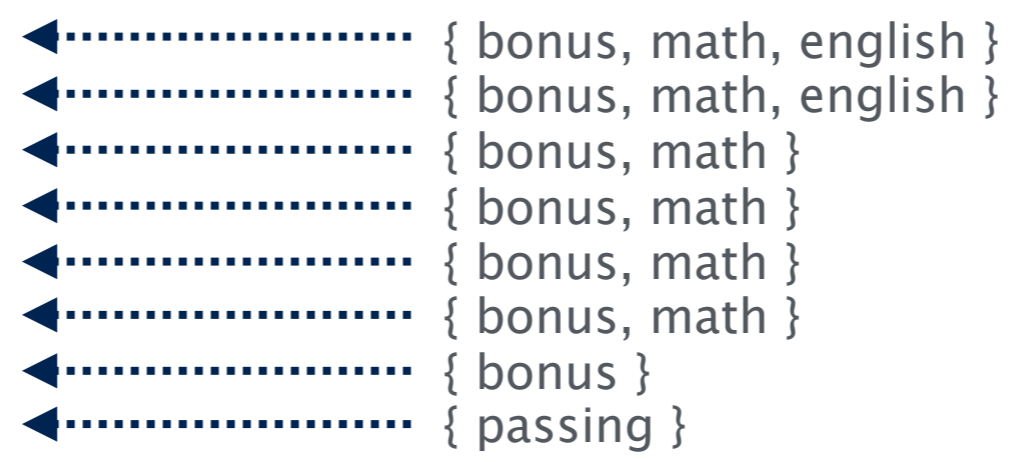 { bonus, math, english }
{ bonus, math, english }
{ bonus, math }
{ bonus, math }
{ bonus, math }
{ bonus, math }
{ bonus }
{ passing }